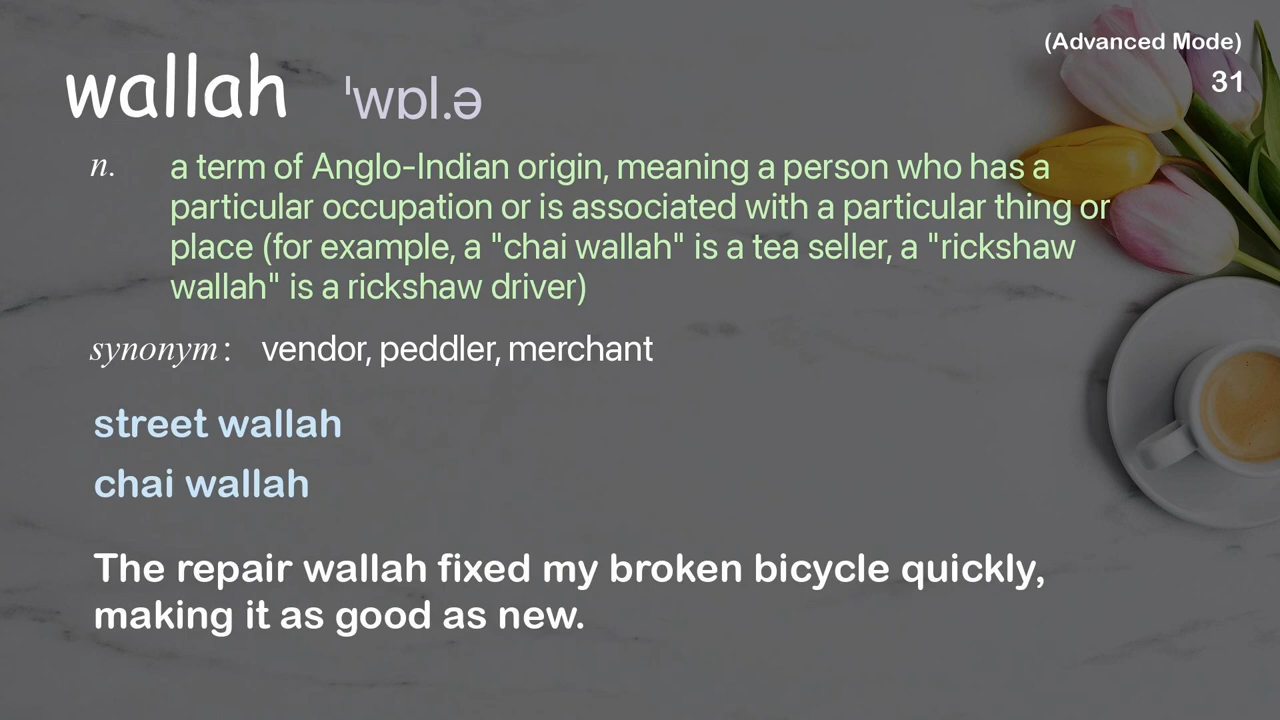 (Advanced Mode)
31
wallah ˈwɒl.ə
n. a term of Anglo-Indian origin, meaning a person who has a
particular occupation or is associated with a particular thing or
place (for example, a "chai wallah" is a tea seller, a "rickshaw
wallah" is a rickshaw driver)
synonym: vendor, peddler, merchant
street wallah
chai wallah
The repair wallah fixed my broken bicycle quickly,
making it as good as new.